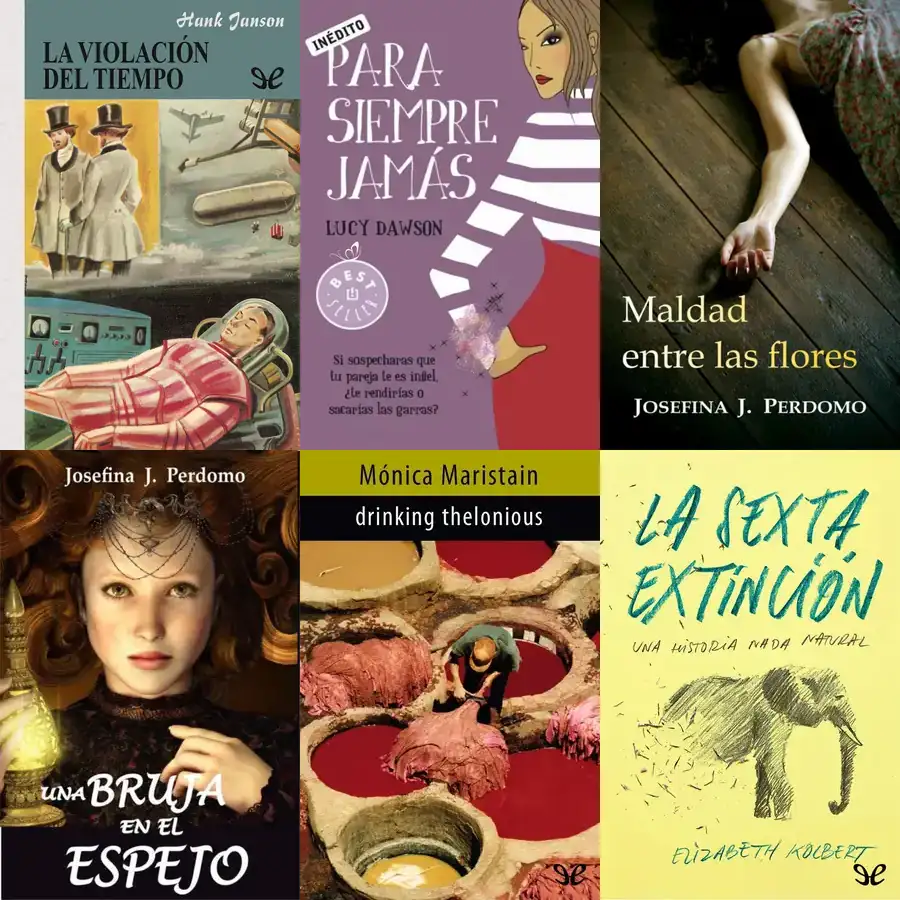 Hank Janson
LA VIOLACIÓN
DEL TIEMPO
INÉDITO
PARA
SIEMPRE
JAMÁS
LUCY DAWSON
BEST
SELLER
Si sospecharas que
tu pareja te es infiel,
¿te rendirías o
sacarías las garras?
Maldad
entre las flores
JOSEFINA J. PERDOMO
Josefina J. Perdomo
UNA BRUJA
EN EL
ESPEJO
Mónica Maristain
drinking thelonious
LA SEXTA
EXTINCIÓN
UNA HISTORIA NADA NATURAL
ELIZABETH KOLBERT